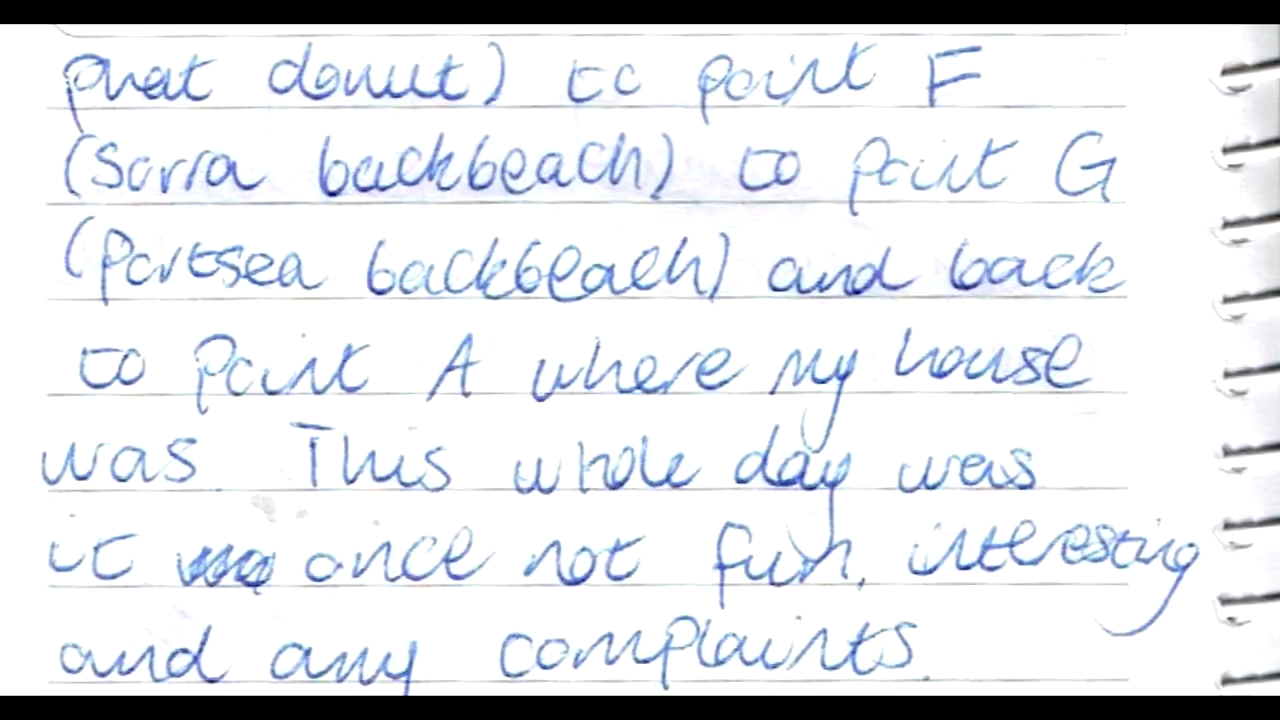 phat donut) to point F
(Sorra backbeach) to point G
(Portsea backbeach) and back
to point A where my house
was. This whole day was
it once not fun, interesting
and any complaints.